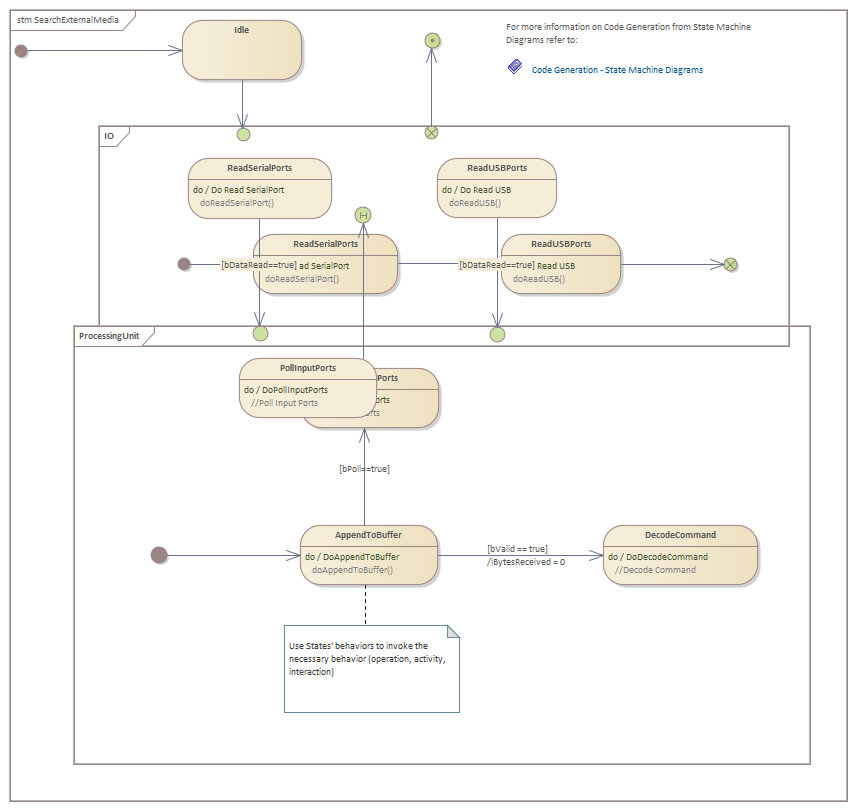 stm SearchExternalMedia
Idle
For more information on Code Generation from State Machine
Diagrams refer to:
Code Generation - State Machine Diagrams
IO
ReadSerialPorts
do / Do Read SerialPort
doReadSerialPort()
ReadUSBPorts
do / Do Read USB
doReadUSB()
H
ReadSerialPorts
[bDataRead==true] ad SerialPort
doReadSerialPort()
ReadUSBPorts
[bDataRead==true] Read USB
doReadUSB()
ProcessingUnit
PollInputPorts
do / DoPollInputPorts
//Poll Input Ports
Ports
orts
rts
[bPoll==true]
AppendToBuffer
do / DoAppendToBuffer
doAppendToBuffer()
[bValid == true]
/iBytesReceived = 0
DecodeCommand
do / DoDecodeCommand
//Decode Command
Use States' behaviors to invoke the
necessary behavior (operation, activity,
interaction)